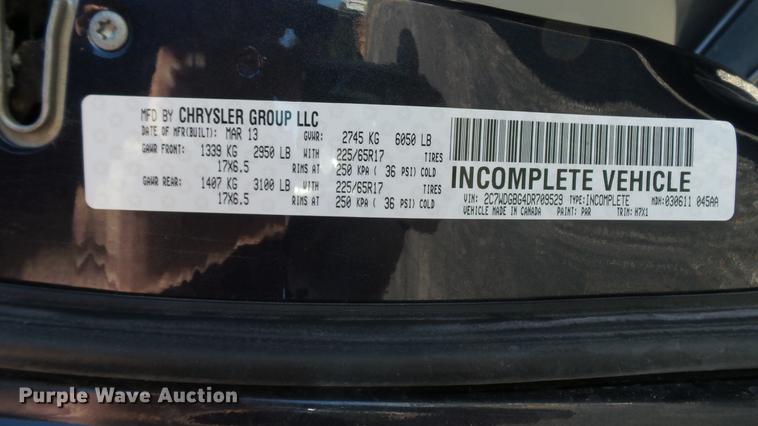 MFD BY CHRYSLER GROUP LLC
DATE OF MFR(BUILT): MAR 13 GVWR: 2745 KG 6050 LB
GAWR FRONT: 1339 KG 2950 LB WITH 225/65R17 TIRES
17X6.5 RIMS AT 250 KPA ( 36 PSI) COLD
GAWR REAR: 1407 KG 3100 LB WITH 225/65R17 TIRES
17X6.5 RIMS AT 250 KPA ( 36 PSI) COLD
INCOMPLETE VEHICLE
VIN: 2C7WDGBG4DR709529 TYPE:INCOMPLETE MDH:030611 045AA
VEHICLE MADE IN CANADA PAINT: PAR TRIM: H7X1
Purple Wave Auction